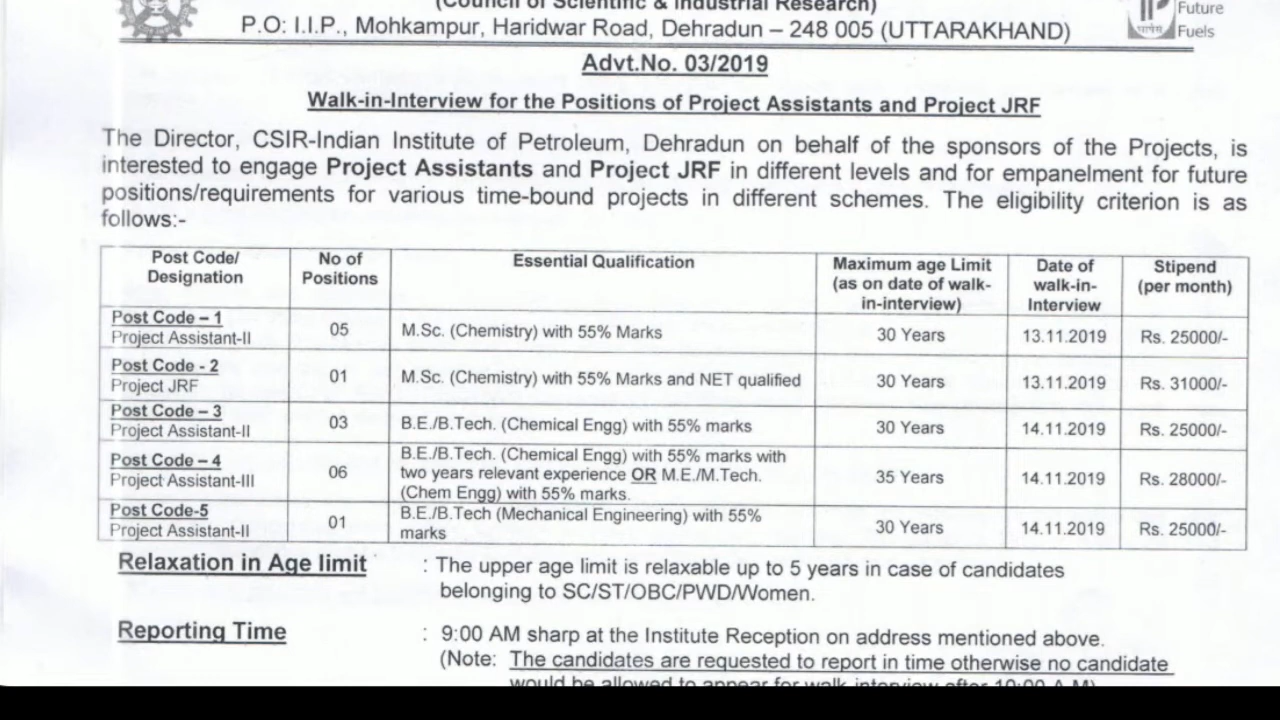 (Council of Scientific & Industrial Research)
P.O: I.I.P., Mohkampur, Haridwar Road, Dehradun – 248 005 (UTTARAKHAND)
Future
Fuels
Advt.No. 03/2019
Walk-in-Interview for the Positions of Project Assistants and Project JRF
The Director, CSIR-Indian Institute of Petroleum, Dehradun on behalf of the sponsors of the Projects, is
interested to engage Project Assistants and Project JRF in different levels and for empanelment for future
positions/requirements for various time-bound projects in different schemes. The eligibility criterion is as
follows:-
Post Code/ Designation | No of Positions | Essential Qualification | Maximum age Limit (as on date of walk-in-interview) | Date of walk-in-Interview | Stipend (per month)
Post Code – 1 Project Assistant-II | 05 | M.Sc. (Chemistry) with 55% Marks | 30 Years | 13.11.2019 | Rs. 25000/-
Post Code - 2 Project JRF | 01 | M.Sc. (Chemistry) with 55% Marks and NET qualified | 30 Years | 13.11.2019 | Rs. 31000/-
Post Code – 3 Project Assistant-II | 03 | B.E./B.Tech. (Chemical Engg) with 55% marks | 30 Years | 14.11.2019 | Rs. 25000/-
Post Code – 4 Project Assistant-III | 06 | B.E./B.Tech. (Chemical Engg) with 55% marks with two years relevant experience OR M.E./M.Tech. (Chem Engg) with 55% marks. | 35 Years | 14.11.2019 | Rs. 28000/-
Post Code-5 Project Assistant-II | 01 | B.E./B.Tech (Mechanical Engineering) with 55% marks | 30 Years | 14.11.2019 | Rs. 25000/-
Relaxation in Age limit : The upper age limit is relaxable up to 5 years in case of candidates
belonging to SC/ST/OBC/PWD/Women.
Reporting Time : 9:00 AM sharp at the Institute Reception on address mentioned above.
(Note: The candidates are requested to report in time otherwise no candidate
would be allowed to appear for walk-interview after 10:00 A.M)